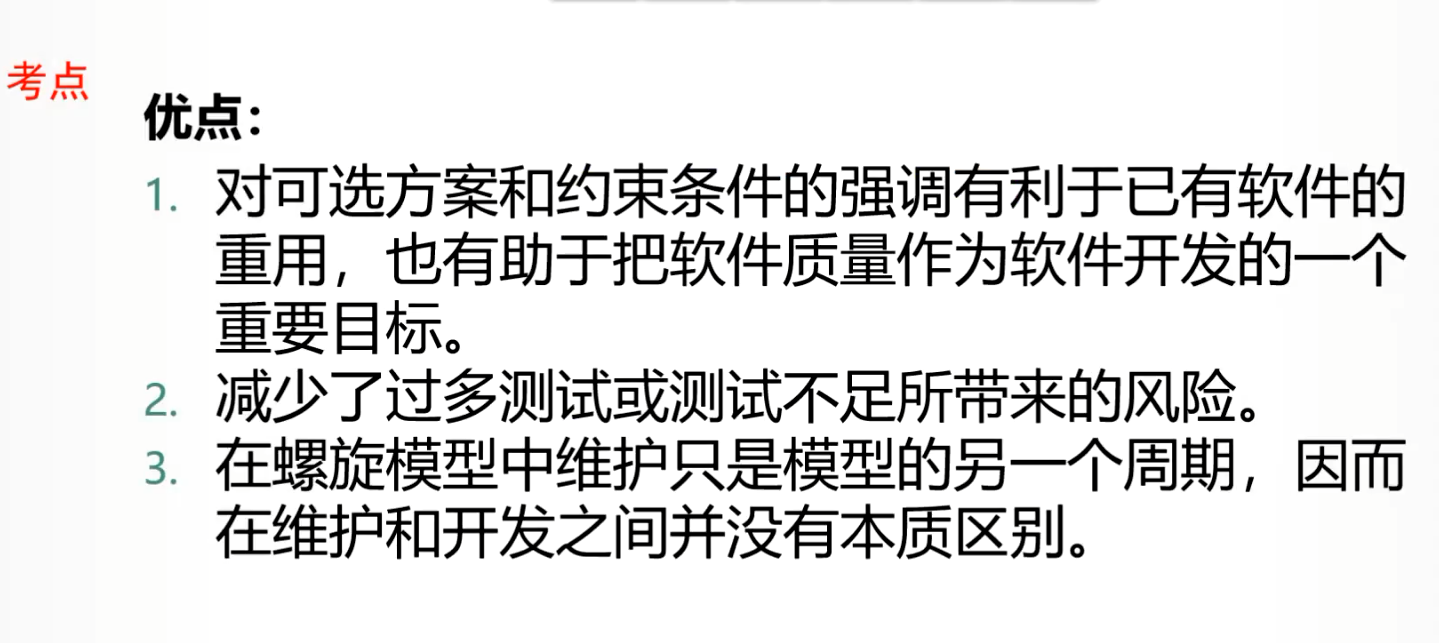 考点
优点：
1. 对可选方案和约束条件的强调有利于已有软件的
重用，也有助于把软件质量作为软件开发的一个
重要目标。
2. 减少了过多测试或测试不足所带来的风险。
3. 在螺旋模型中维护只是模型的另一个周期，因而
在维护和开发之间并没有本质区别。